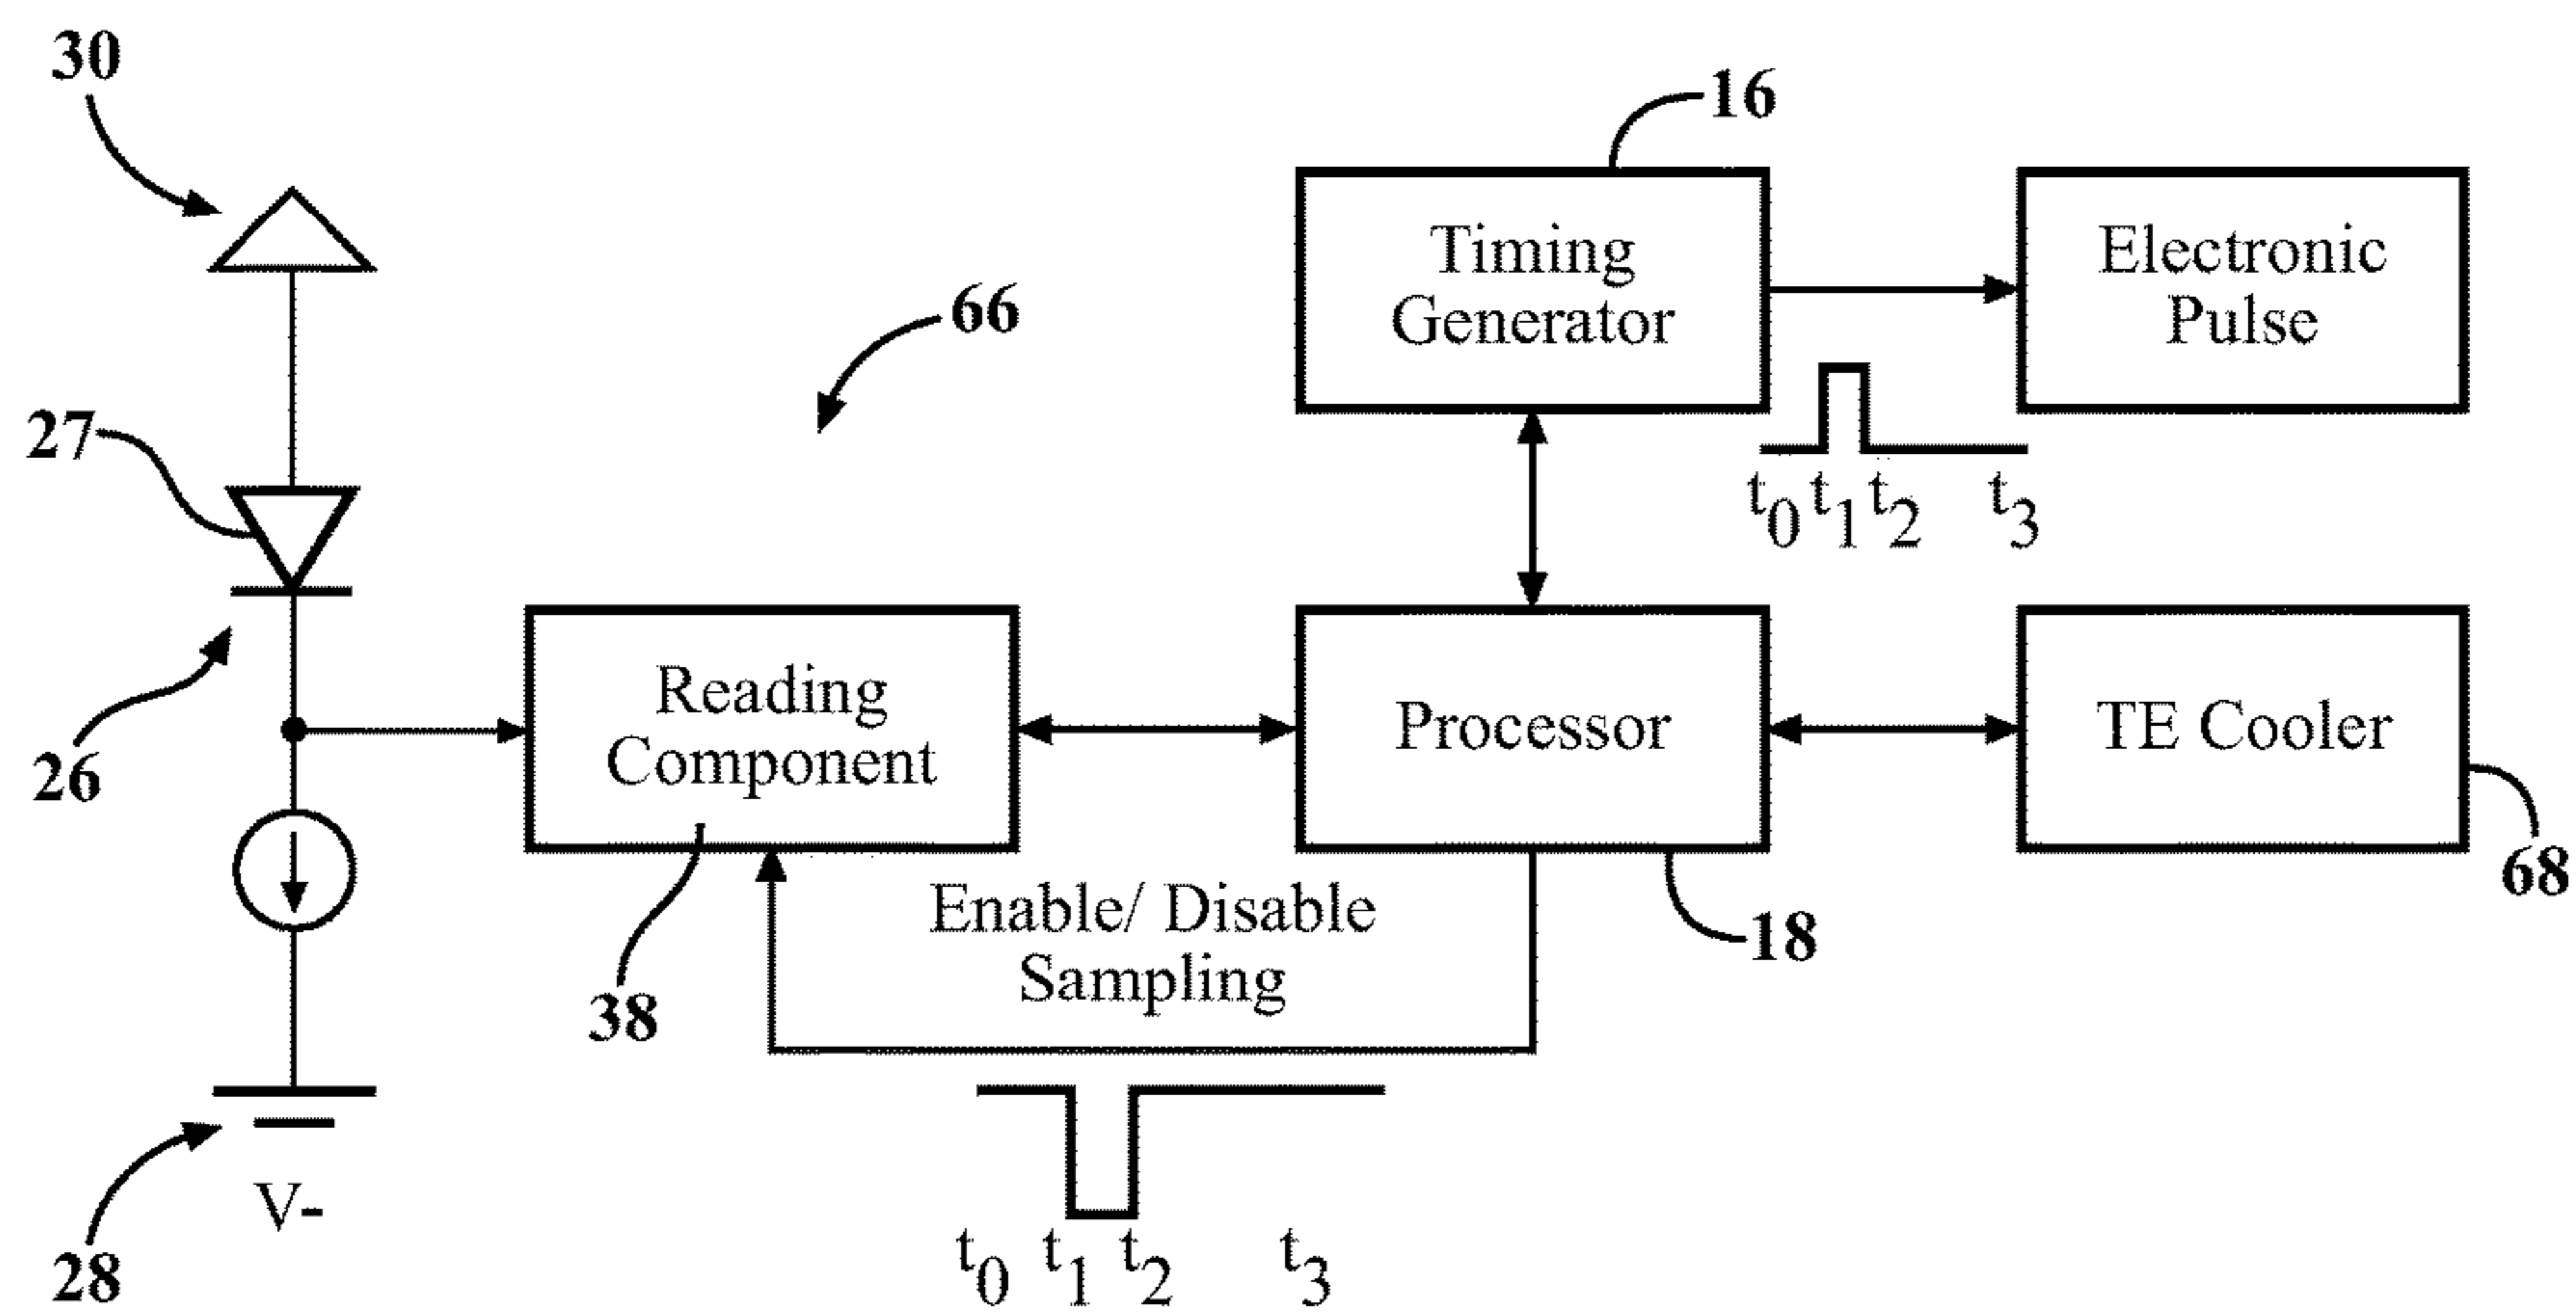 30
16
Timing
Generator
Electronic
Pulse
66
27
t0 t1 t2 t3
Reading
Component
Processor
TE Cooler
26
68
Enable/ Disable
Sampling
18
38
V-
28
t0 t1 t2 t3